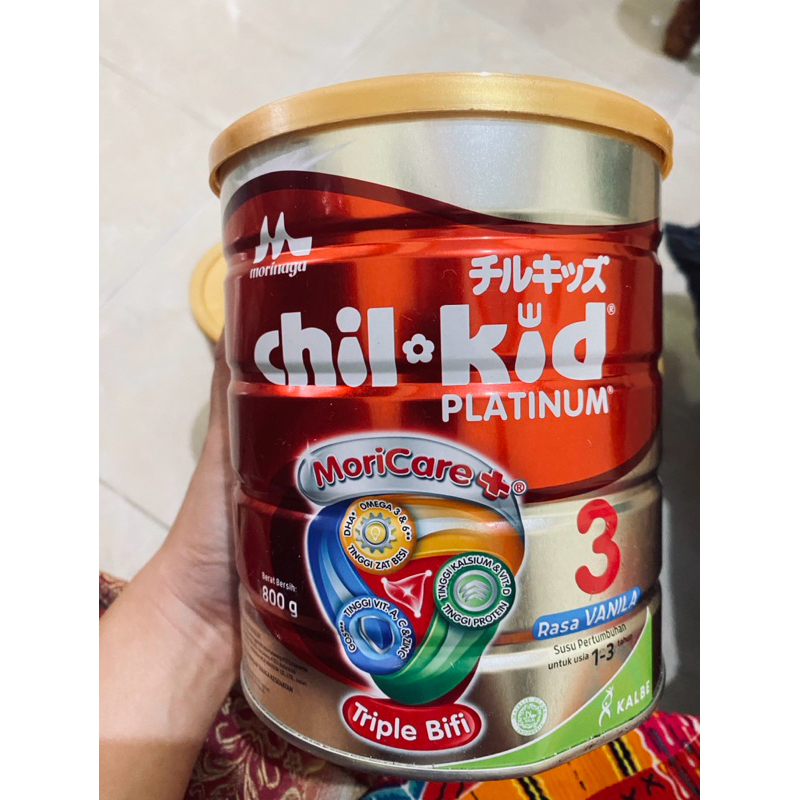 morinaga
チルキッズ
chil kid®
PLATINUM®
MoriCare+®
DHA* OMEGA 3 & 6**
TINGGI ZAT BESI
TINGGI KALSIUM & VIT. D
TINGGI PROTEIN
TINGGI VIT. A, C & ZINC
GOS***
Triple Bifi
3
Rasa VANILA
Susu Pertumbuhan
untuk usia 1-3 tahun
Berat Bersih:
800 g
KALBE